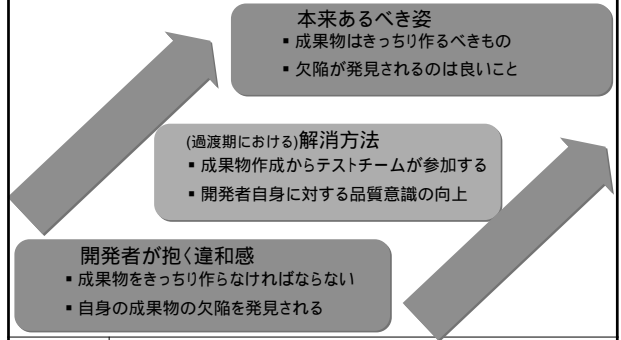 本来あるべき姿
▪ 成果物はきっちり作るべきもの
▪ 欠陥が発見されるのは良いこと
(過渡期における)解消方法
▪ 成果物作成からテストチームが参加する
▪ 開発者自身に対する品質意識の向上
開発者が抱く違和感
▪ 成果物をきっちり作らなければならない
▪ 自身の成果物の欠陥を発見される